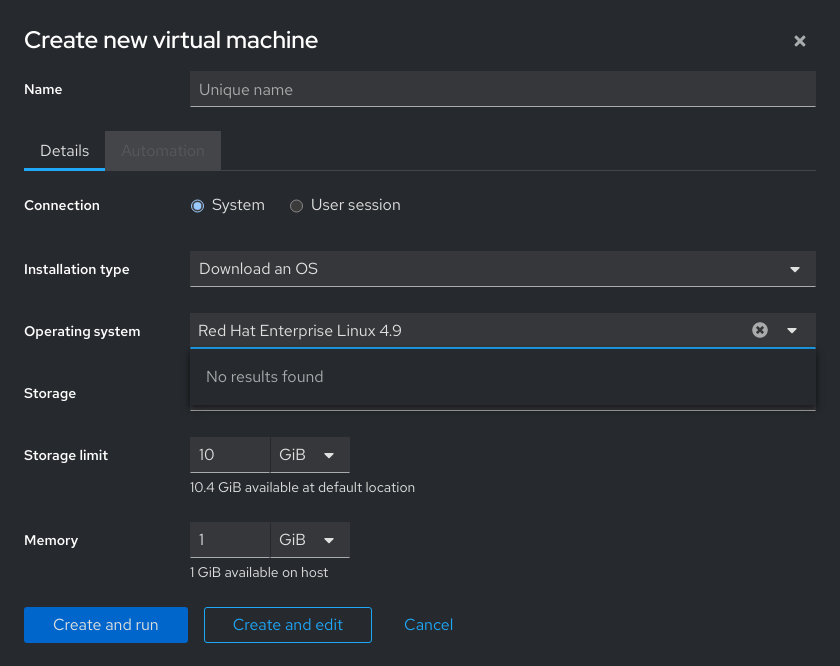 Create new virtual machine
Name
Unique name
Details
Automation
Connection
System
User session
Installation type
Download an OS
Operating system
Red Hat Enterprise Linux 4.9
No results found
Storage
Storage limit
10
GiB
10.4 GiB available at default location
Memory
1
GiB
1 GiB available on host
Create and run
Create and edit
Cancel